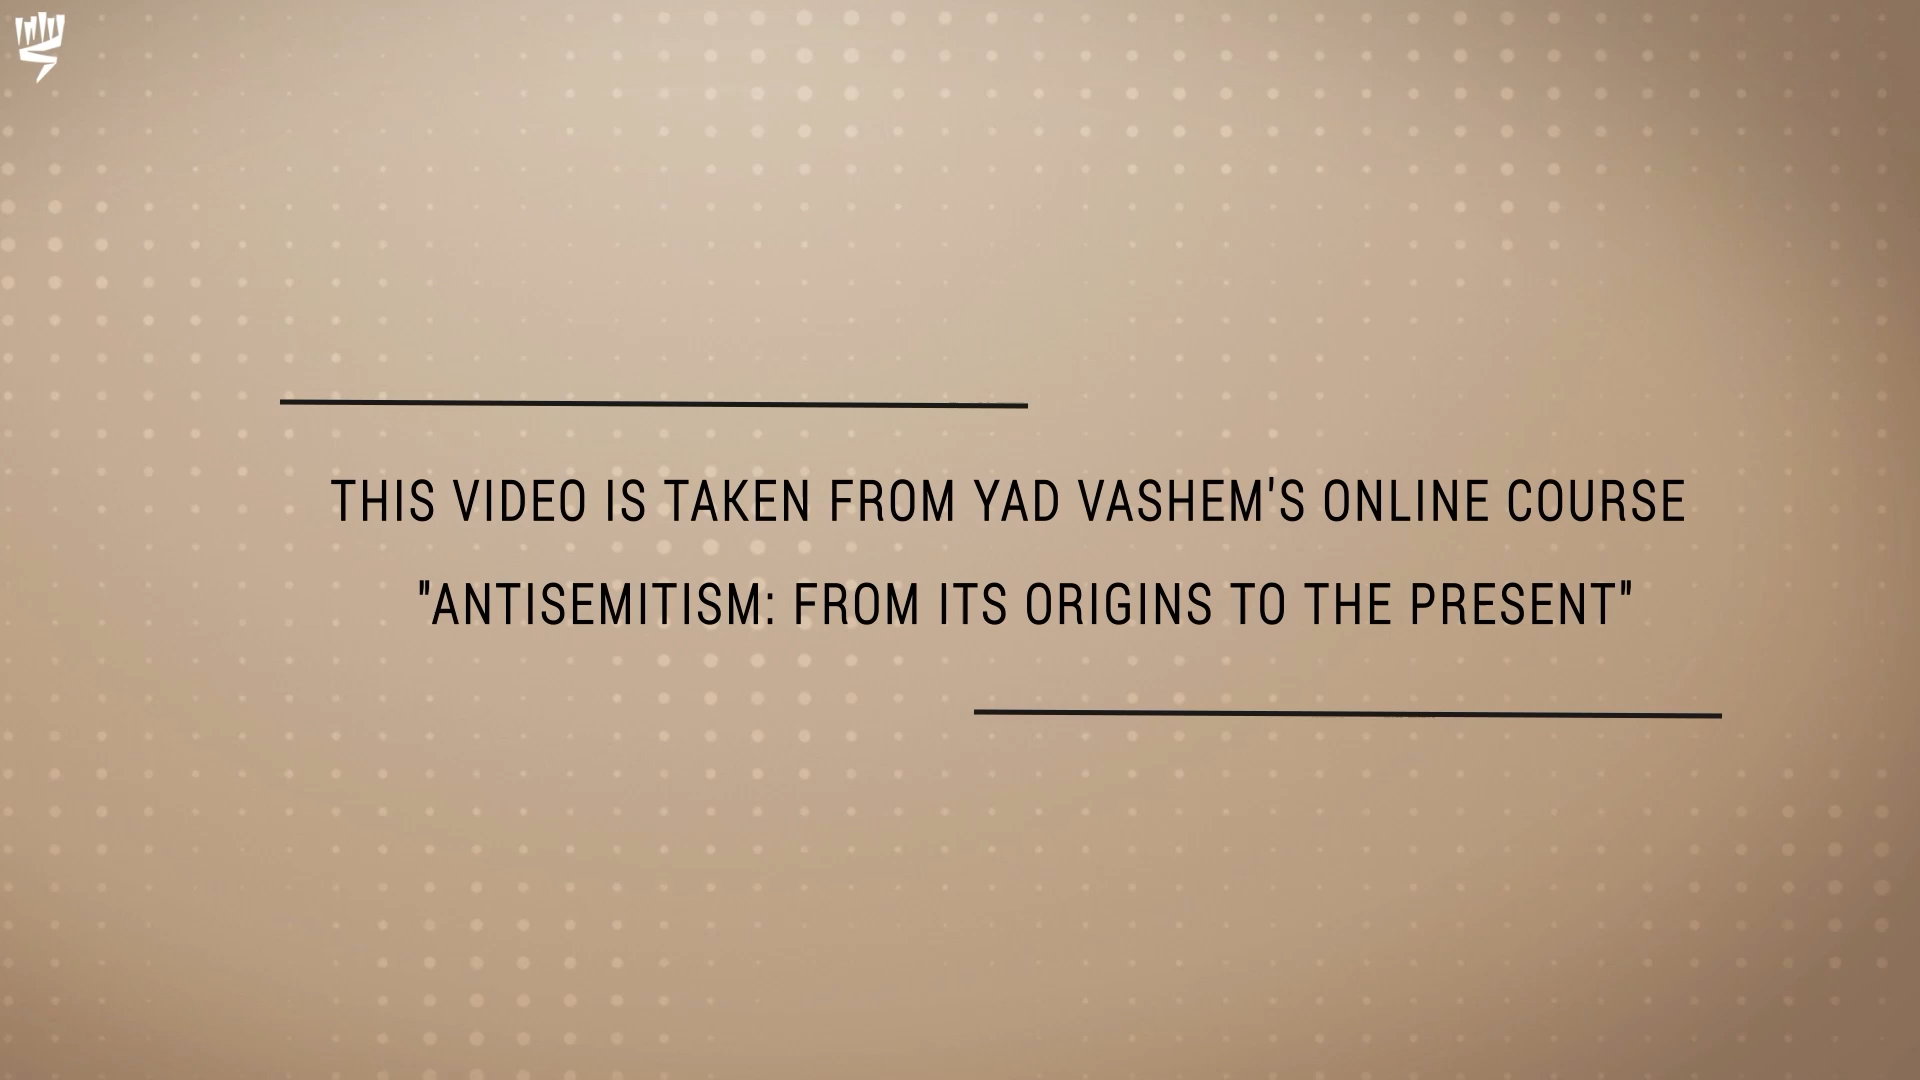 THIS VIDEO IS TAKEN FROM YAD VASHEM'S ONLINE COURSE
"ANTISEMITISM: FROM ITS ORIGINS TO THE PRESENT"